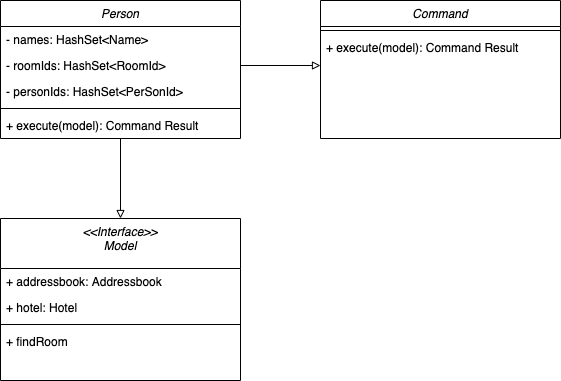 Person
- names: HashSet<Name>
- roomIds: HashSet<RoomId>
- personIds: HashSet<PerSonId>
+ execute(model): Command Result
Command
+ execute(model): Command Result
<<Interface>>
Model
+ addressbook: Addressbook
+ hotel: Hotel
+ findRoom